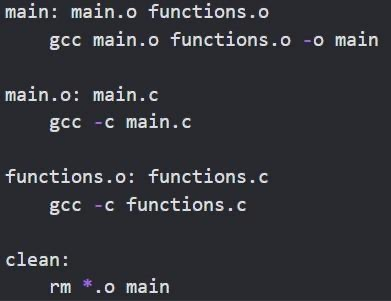 main: main.o functions.o
    gcc main.o functions.o -o main

main.o: main.c
    gcc -c main.c

functions.o: functions.c
    gcc -c functions.c

clean:
    rm *.o main